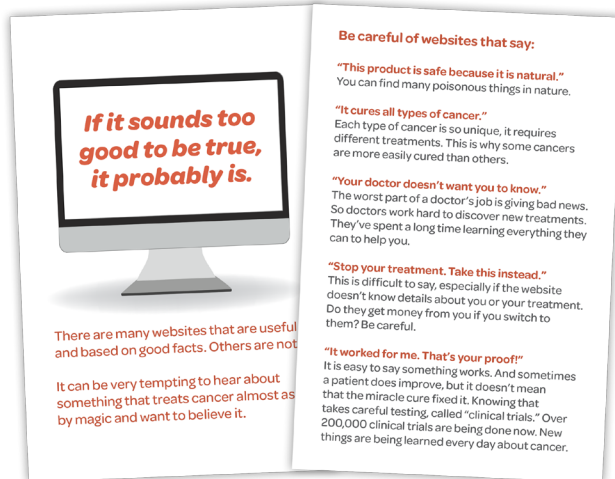 If it sounds too
good to be true,
it probably is.
There are many websites that are useful
and based on good facts. Others are not
It can be very tempting to hear about
something that treats cancer almost as
by magic and want to believe it.
Be careful of websites that say:
“This product is safe because it is natural.”
You can find many poisonous things in nature.
“It cures all types of cancer.”
Each type of cancer is so unique, it requires
different treatments. This is why some cancers
are more easily cured than others.
“Your doctor doesn’t want you to know.”
The worst part of a doctor’s job is giving bad news.
So doctors work hard to discover new treatments.
They’ve spent a long time learning everything they
can to help you.
“Stop your treatment. Take this instead.”
This is difficult to say, especially if the website
doesn’t know details about you or your treatment.
Do they get money from you if you switch to
them? Be careful.
“It worked for me. That’s your proof!”
It is easy to say something works. And sometimes
a patient does improve, but it doesn’t mean
that the miracle cure fixed it. Knowing that
takes careful testing, called “clinical trials.” Over
200,000 clinical trials are being done now. New
things are being learned every day about cancer.